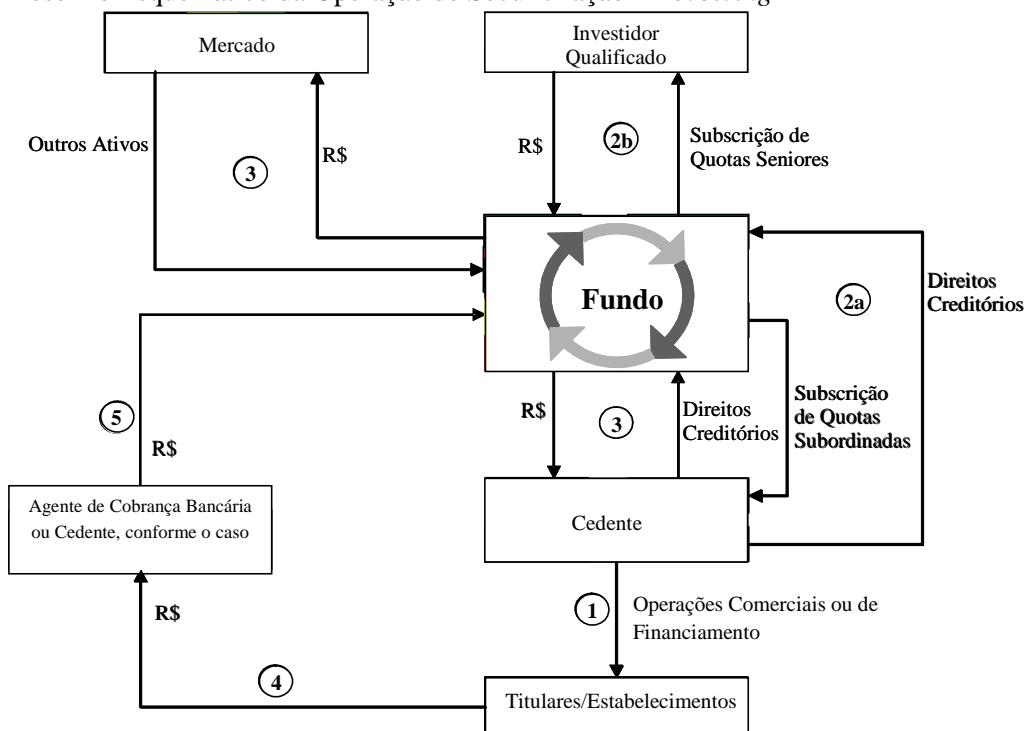 Mercado
Investidor
Qualificado
Outros Ativos
3
R$
R$
2b
Subscrição de
Quotas Seniores
Fundo
2a
Direitos
Creditórios
R$
3
Direitos
Creditórios
Subscrição
de Quotas
Subordinadas
5
R$
Agente de Cobrança Bancária
ou Cedente, conforme o caso
Cedente
R$
1
Operações Comerciais ou de
Financiamento
4
Titulares/Estabelecimentos